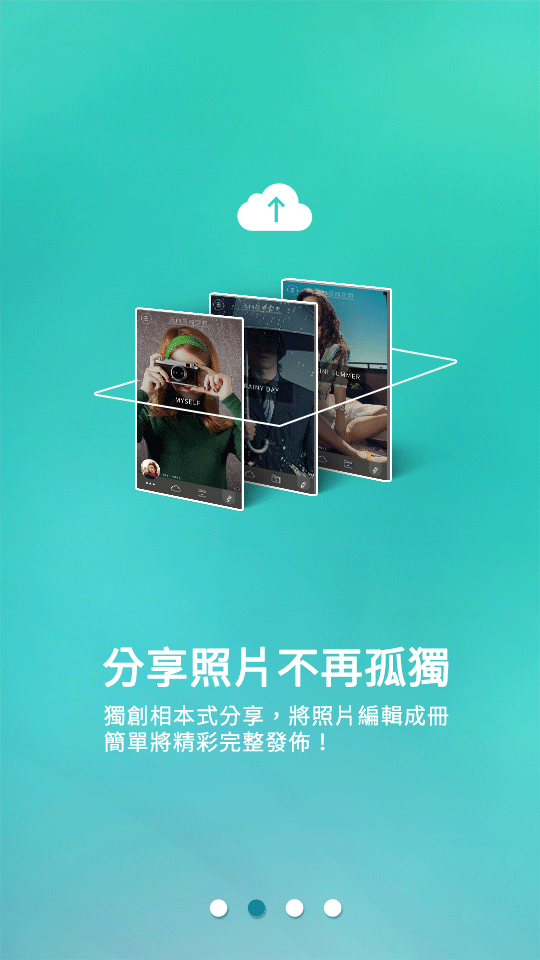 MYSELF
RAINY DAY
INI SUMMER
分享照片不再孤獨
獨創相本式分享，將照片編輯成冊
簡單將精彩完整發佈！